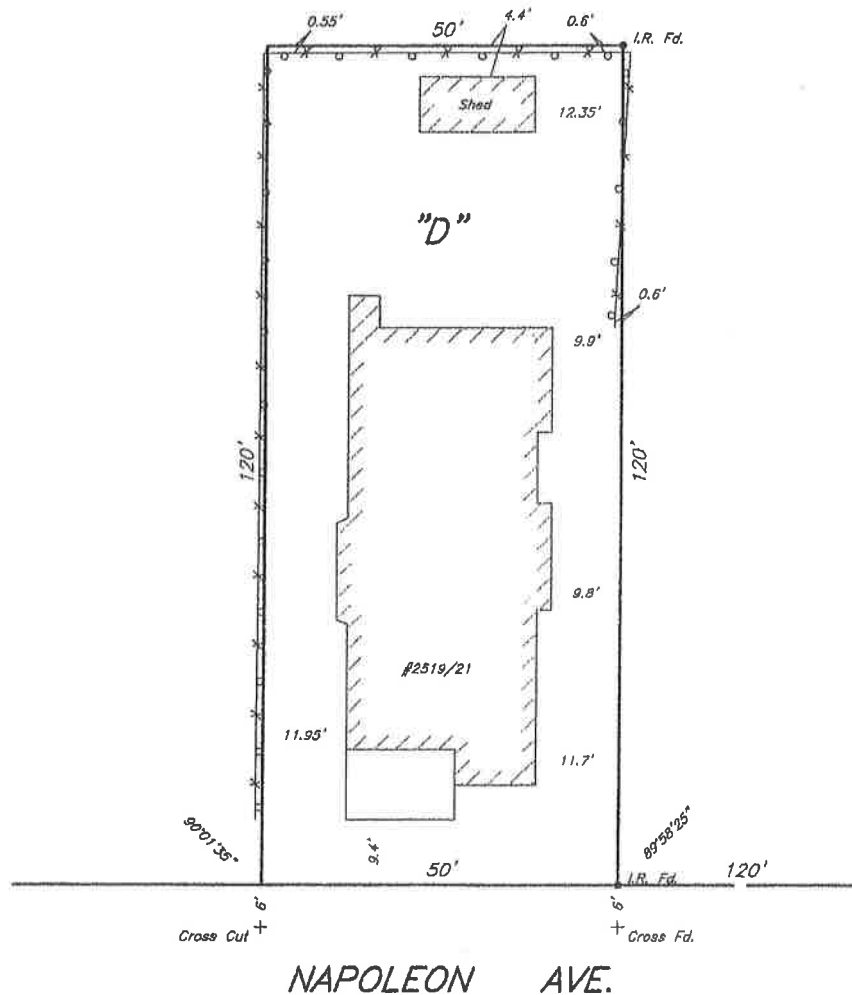 0.55'
50'
4.4'
0.6'
I.R. Fd.
Shed
12.35'
"D"
0.6'
9.9'
120'
120'
9.8'
#2519/21
11.95'
11.7'
90°01'35"
9.4'
89°58'25"
50'
I.R. Fd.
120'
6'
6'
Cross Cut
Cross Fd.
NAPOLEON AVE.